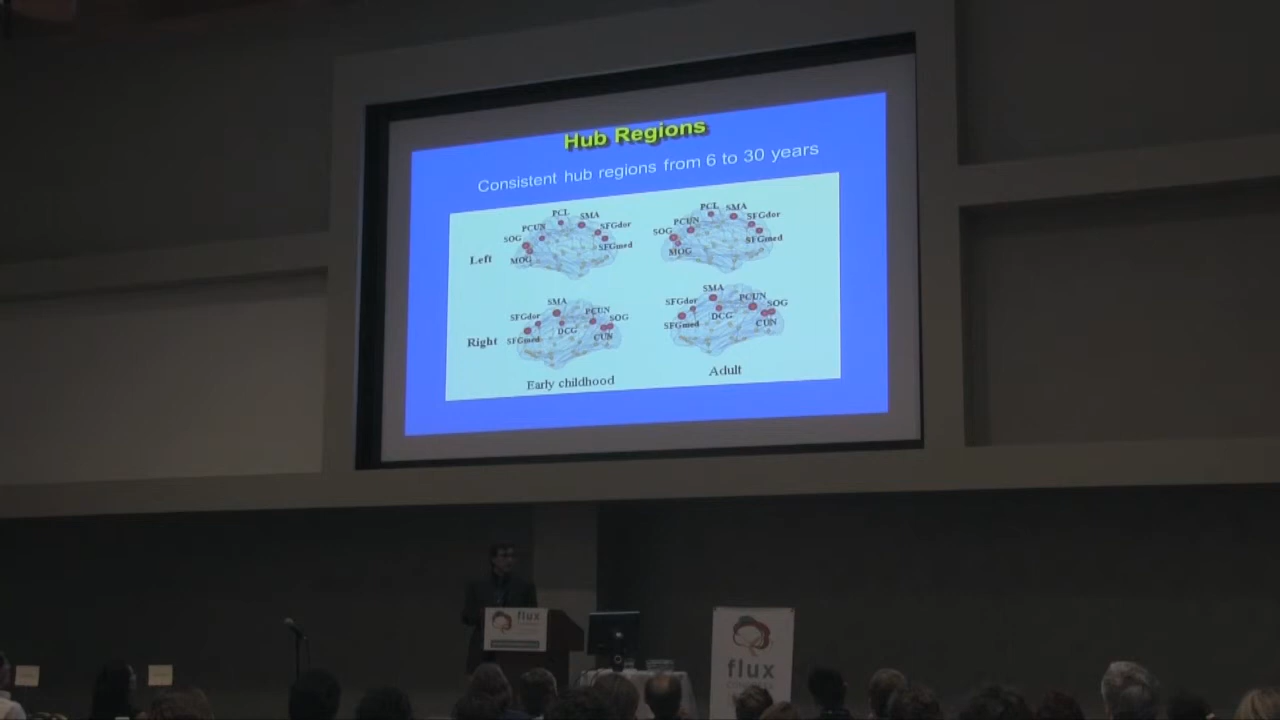 Hub Regions
Consistent hub regions from 6 to 30 years
PCL SMA
PCUN SFGdor
SOG SFGmed
MOG
Left
PCL SMA
PCUN SFGdor
SOG SFGmed
MOG
SMA
SFGdor PCUN SOG
DCG
Right SFGmed CUN
SMA
SFGdor PCUN SOG
DCG
SFGmed CUN
Early childhood
Adult
flux
flux